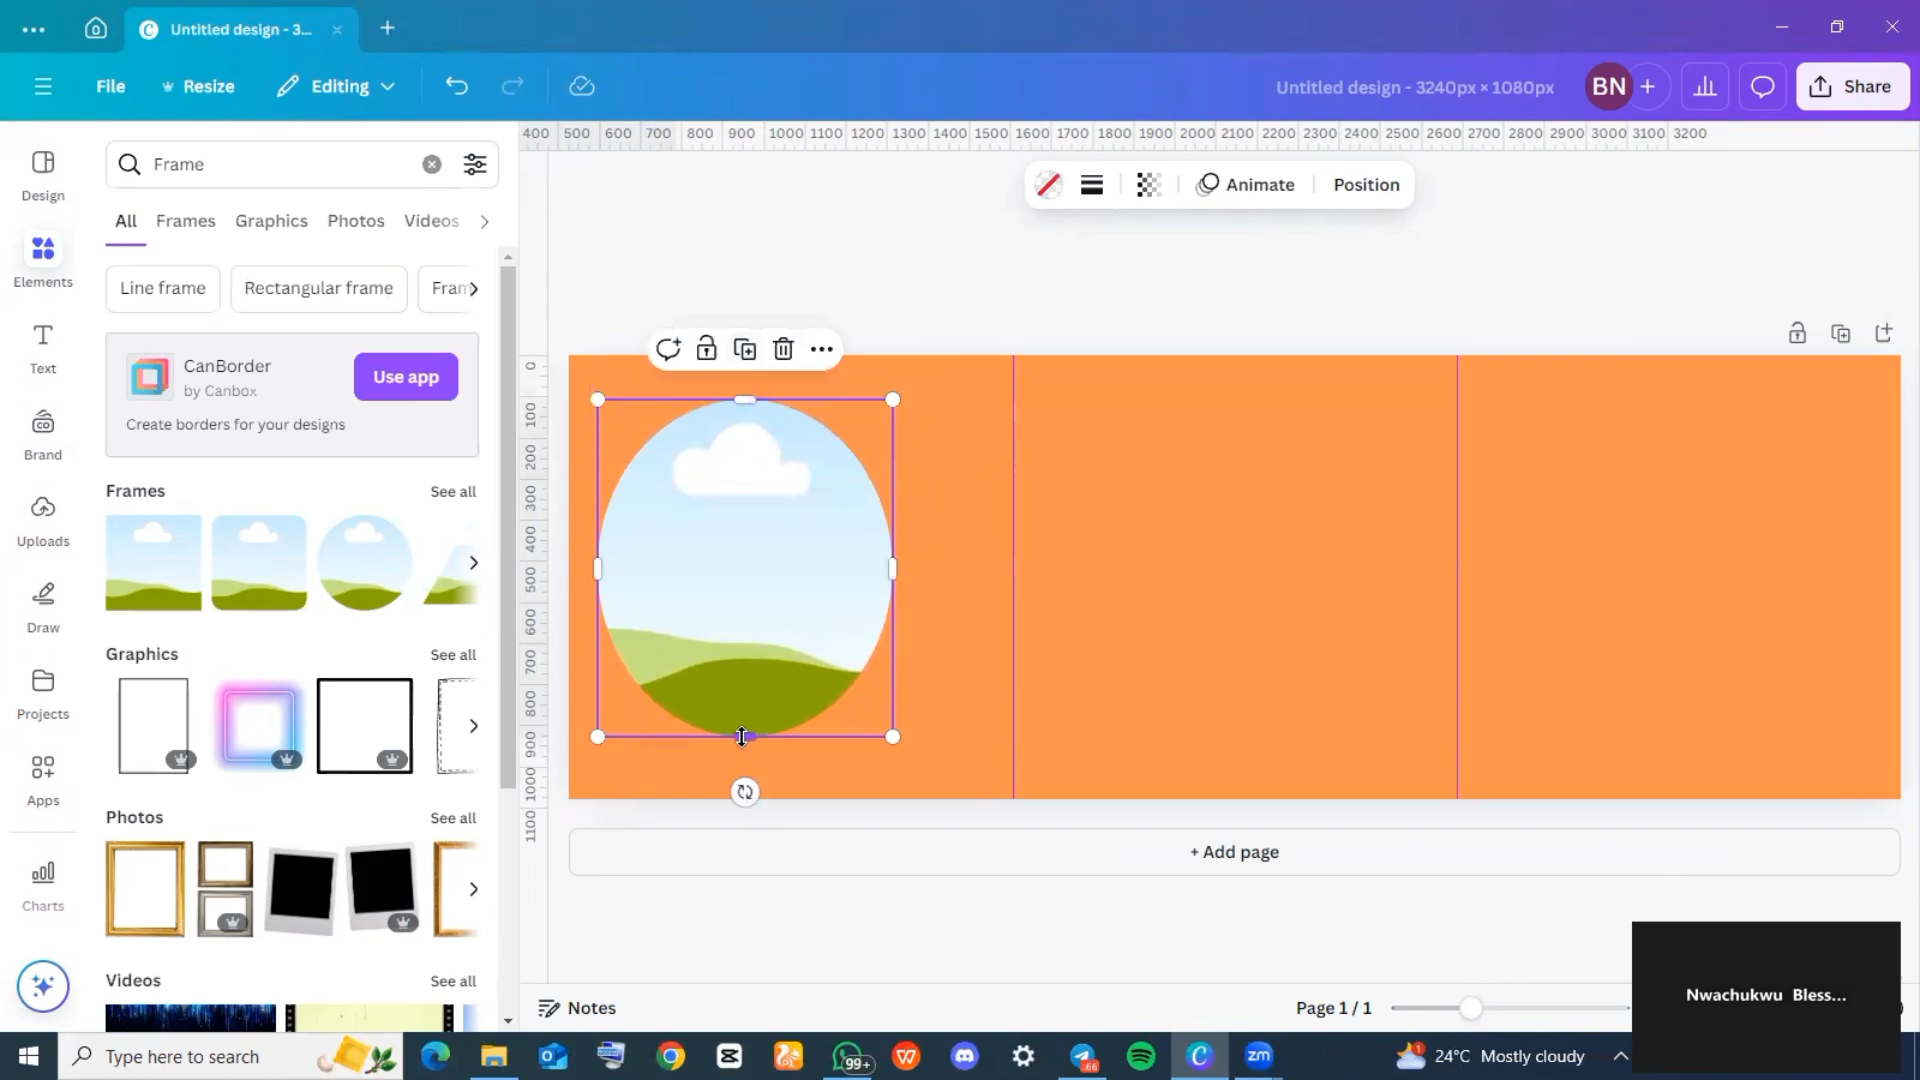 Untitled design - 3...
File
Resize
Editing
Untitled design - 3240px × 1080px
BN
Share
400 500 600 700 800 900 1000 1100 1200 1300 1400 1500 1600 1700 1800 1900 2000 2100 2200 2300 2400 2500 2600 2700 2800 2900 3000 3100 3200
Design
Elements
Text
Brand
Uploads
Draw
Projects
Apps
Charts
Frame
All Frames Graphics Photos Videos
Line frame
Rectangular frame
Fram
CanBorder
by Canbox
Use app
Create borders for your designs
Frames
See all
Graphics
See all
Photos
See all
Videos
See all
Animate
Position
0
100
200
300
400
500
600
700
800
900
1000
1100
+ Add page
Notes
Page 1 / 1
Nwachukwu Bless...
Type here to search
99+
66
zm
1
24°C Mostly cloudy